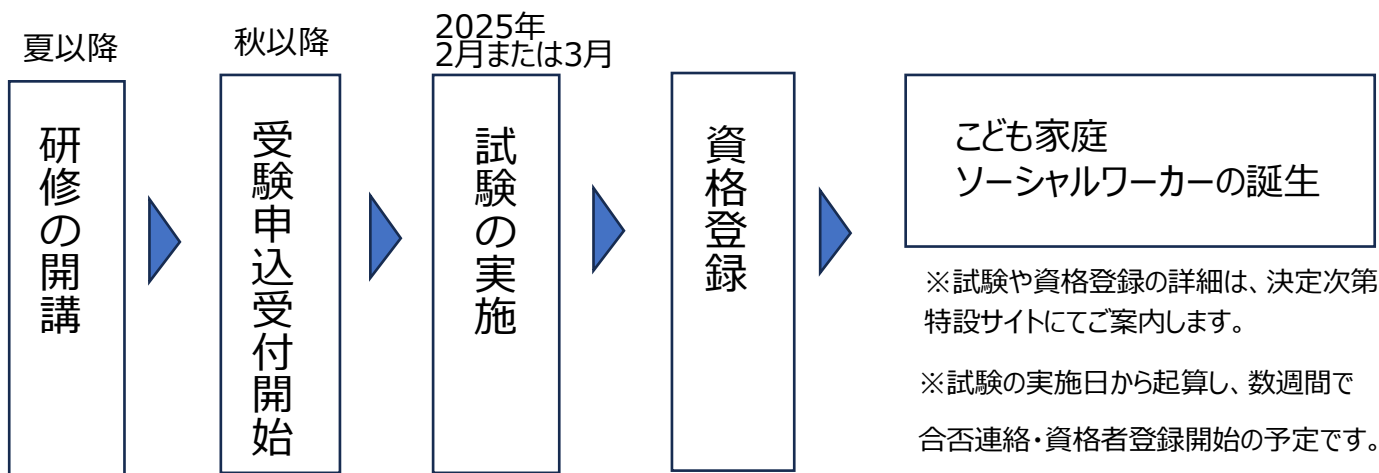 夏以降
研修の開講
秋以降
受験申込受付開始
2025年
2月または3月
試験の実施
資格登録
こども家庭
ソーシャルワーカーの誕生
※試験や資格登録の詳細は、決定次第
特設サイトにてご案内します。
※試験の実施日から起算し、数週間で
合否連絡・資格者登録開始の予定です。